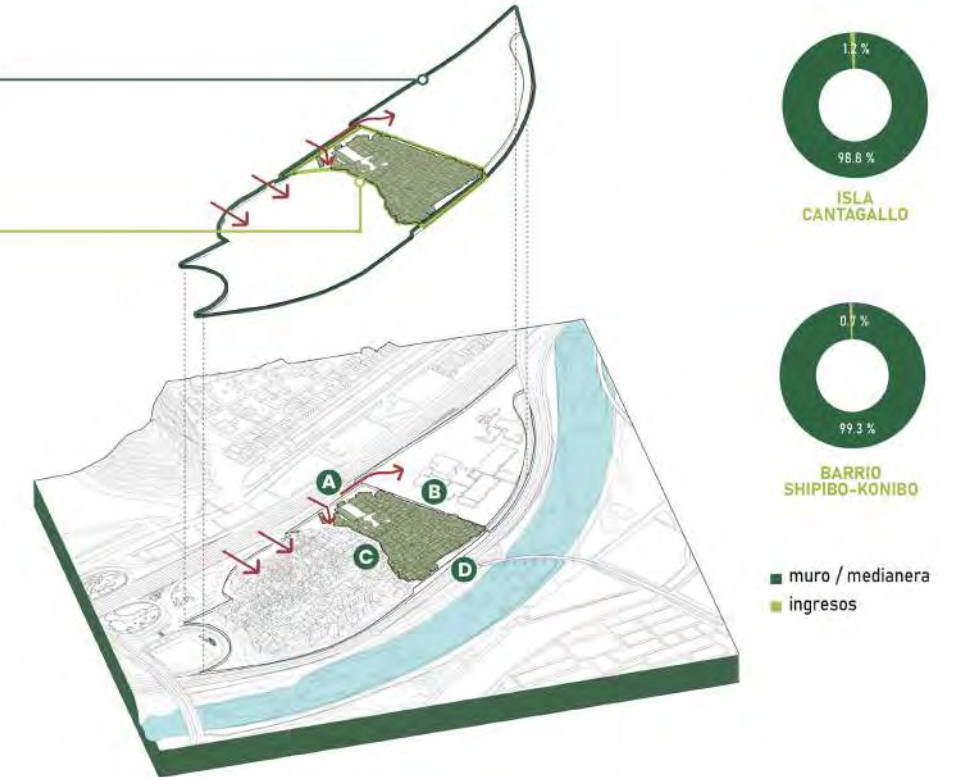 1.2 %
98.8 %
ISLA
CANTAGALLO
0.7 %
99.3 %
BARRIO
SHIPIBO-KONIBO
A
B
C
D
muro / medianera
ingresos